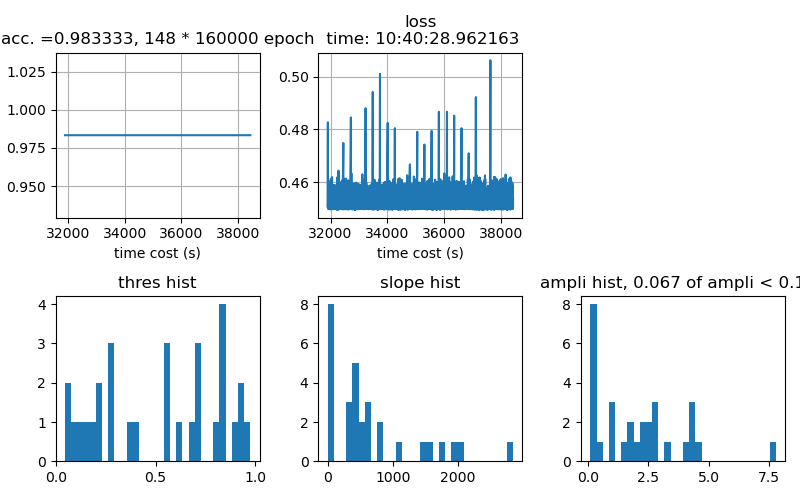 loss
acc. =0.983333, 148 * 160000 epoch time: 10:40:28.962163
1.025
1.000
0.975
0.950
32000 34000 36000 38000
time cost (s)
0.50
0.48
0.46
32000 34000 36000 38000
time cost (s)
thres hist
4
3
2
1
0
0.0 0.5 1.0
slope hist
8
6
4
2
0
0 1000 2000
ampli hist, 0.067 of ampli < 0.1
8
6
4
2
0
0.0 2.5 5.0 7.5